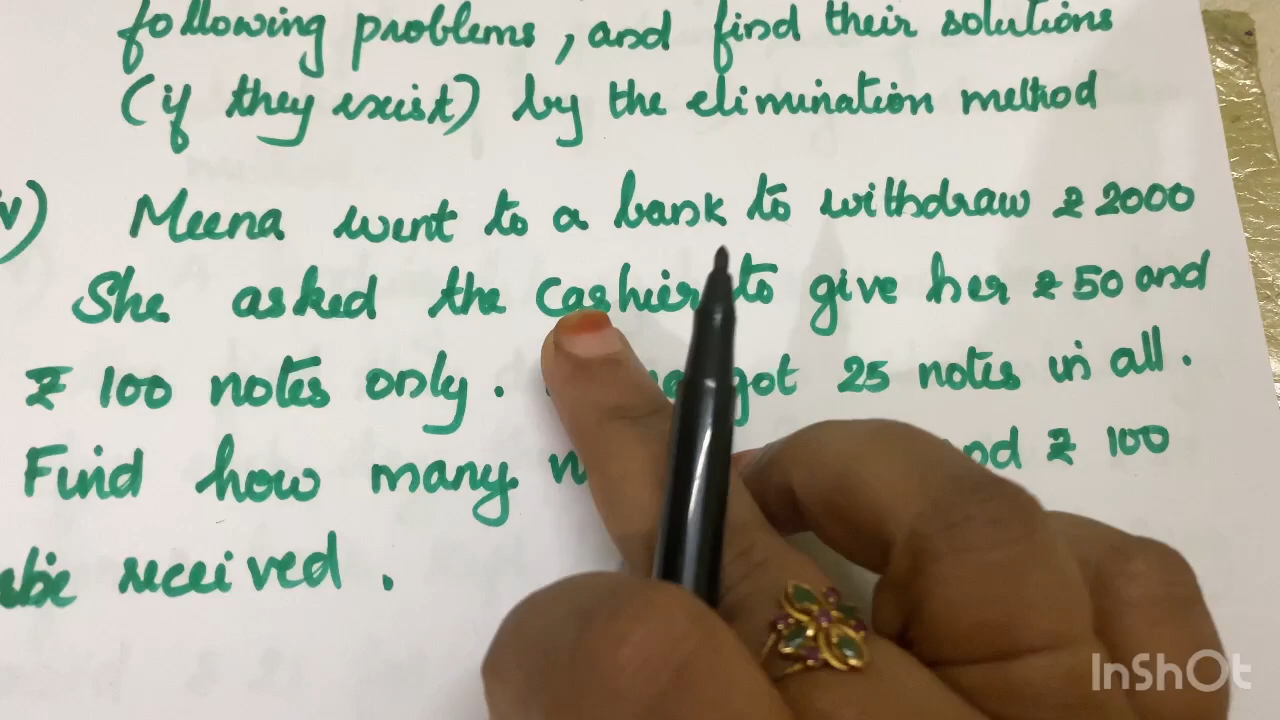 following problems, and find their solutions
(if they exist) by the elimination method
iv) Meena went to a bank to withdraw ₹ 2000
She asked the cashier to give her ₹ 50 and
₹ 100 notes only. got 25 notes in all.
Find how many ₹ 100
she received.
InShOt